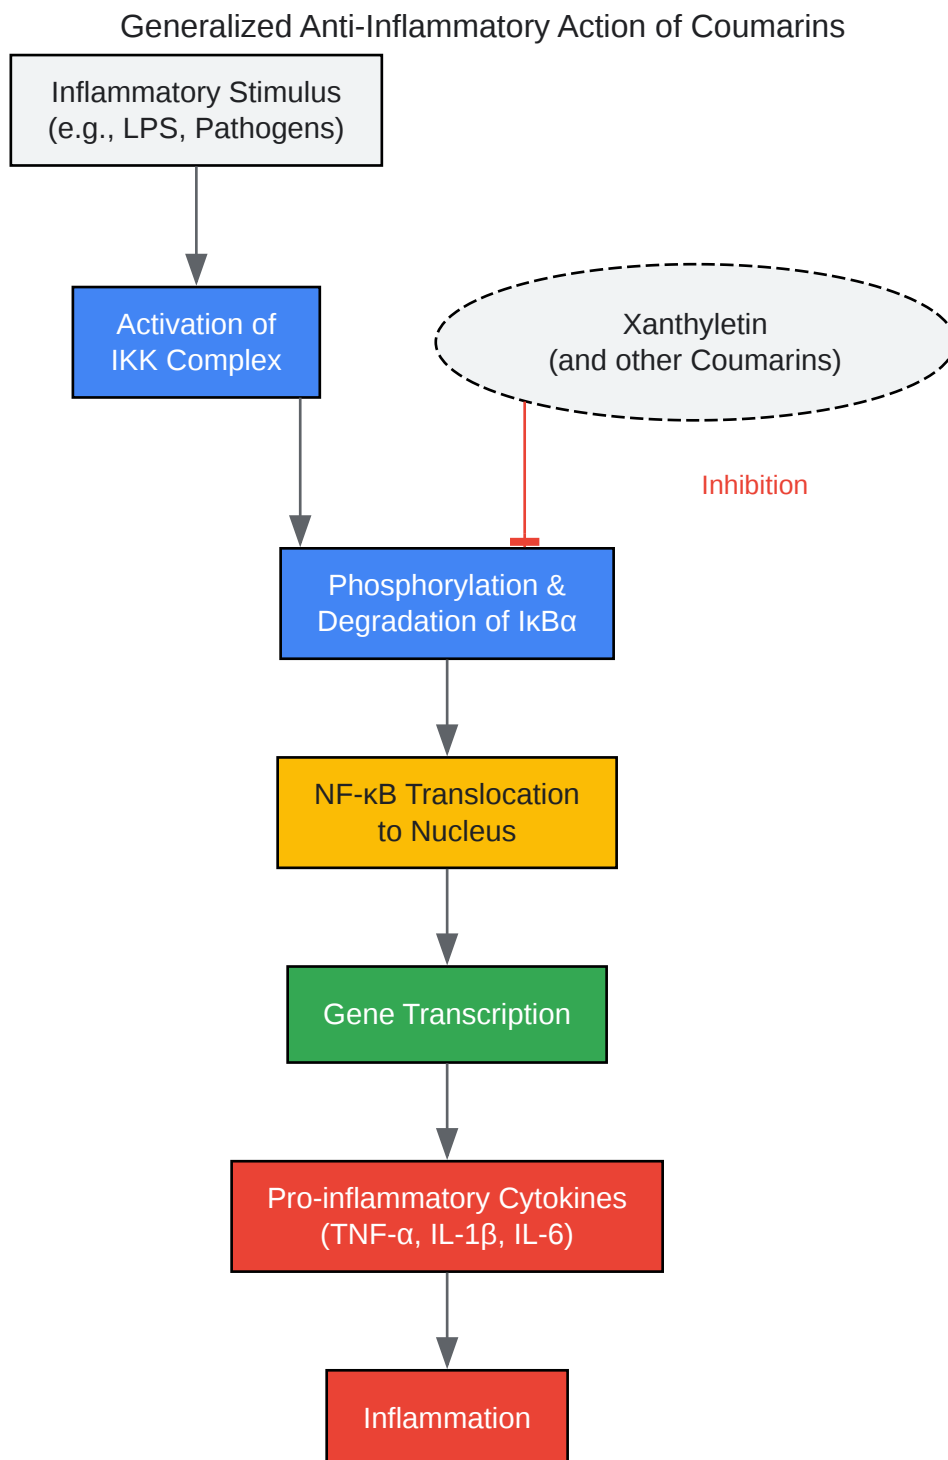 Generalized Anti-Inflammatory Action of Coumarins
Inflammatory Stimulus
(e.g., LPS, Pathogens)
Activation of
IKK Complex
Xanthyletin
(and other Coumarins)
Inhibition
Phosphorylation &
Degradation of IκBα
NF-κB Translocation
to Nucleus
Gene Transcription
Pro-inflammatory Cytokines
(TNF-α, IL-1β, IL-6)
Inflammation